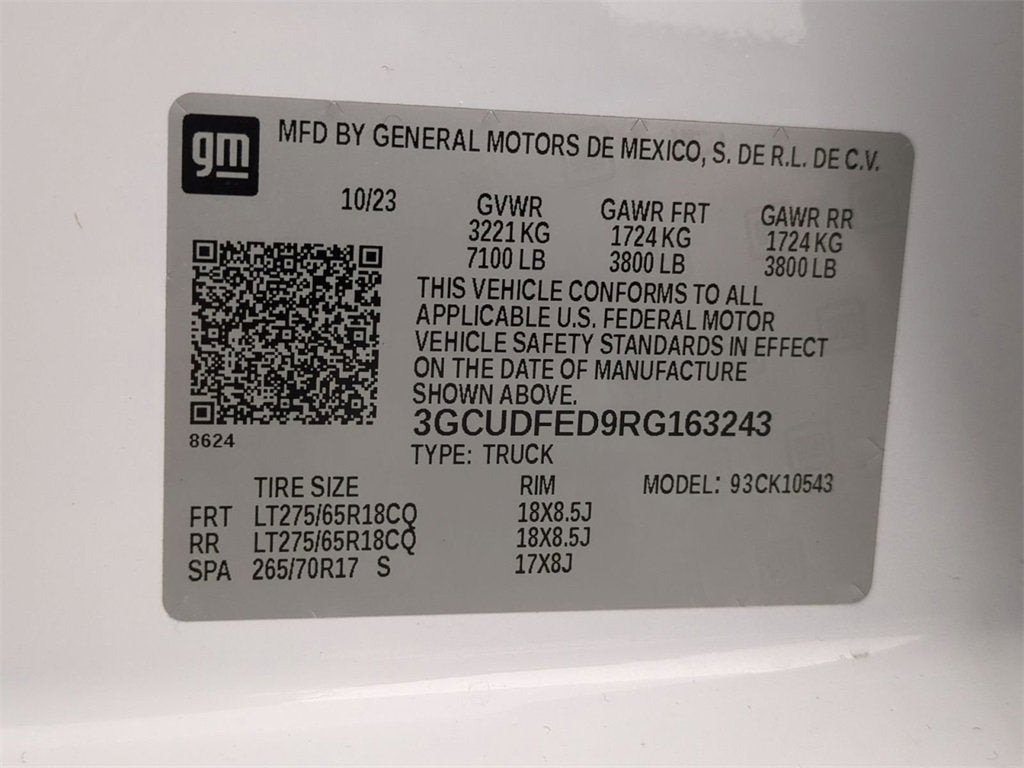 gm
MFD BY GENERAL MOTORS DE MEXICO, S. DE R.L. DE C.V.
10/23 GVWR GAWR FRT GAWR RR
3221 KG 1724 KG 1724 KG
7100 LB 3800 LB 3800 LB
THIS VEHICLE CONFORMS TO ALL
APPLICABLE U.S. FEDERAL MOTOR
VEHICLE SAFETY STANDARDS IN EFFECT
ON THE DATE OF MANUFACTURE
SHOWN ABOVE.
8624
3GCUDFED9RG163243
TYPE: TRUCK
TIRE SIZE RIM MODEL: 93CK10543
FRT LT275/65R18CQ 18X8.5J
RR LT275/65R18CQ 18X8.5J
SPA 265/70R17 S 17X8J